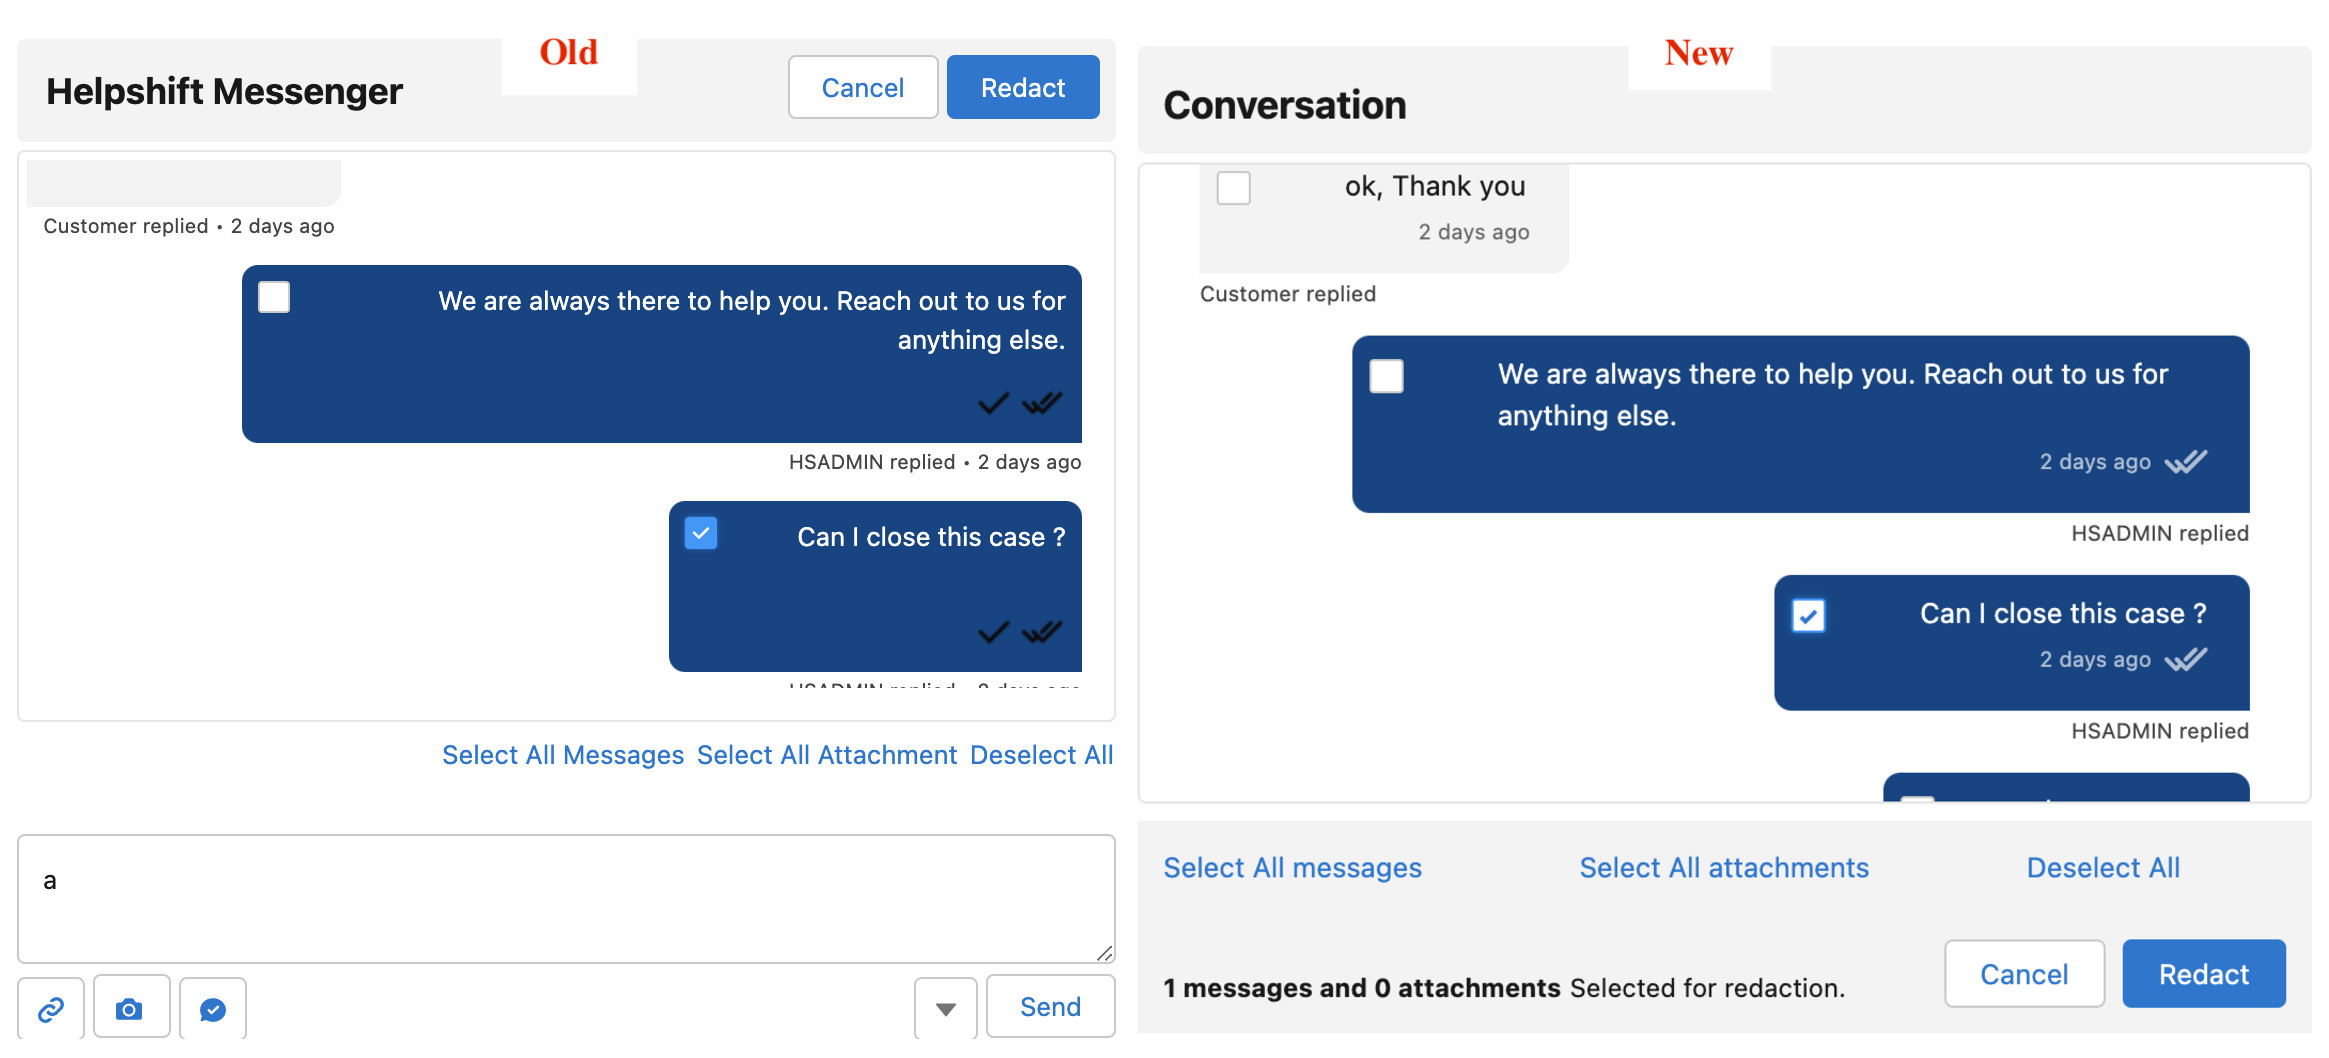 Old
Helpshift Messenger
Cancel
Redact
Customer replied • 2 days ago
We are always there to help you. Reach out to us for
anything else.
HSADMIN replied • 2 days ago
Can I close this case ?
HSADMIN replied • 2 days ago
Select All Messages Select All Attachment Deselect All
a
Send
New
Conversation
ok, Thank you
2 days ago
Customer replied
We are always there to help you. Reach out to us for
anything else.
2 days ago
HSADMIN replied
Can I close this case ?
2 days ago
HSADMIN replied
Select All messages
Select All attachments
Deselect All
1 messages and 0 attachments Selected for redaction.
Cancel
Redact